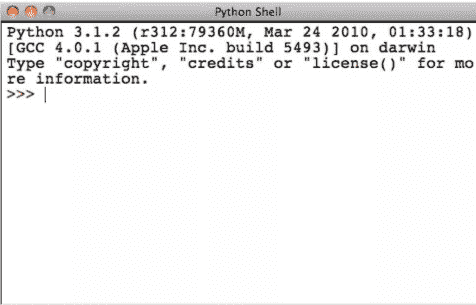 Python Shell
Python 3.1.2 (r312:79360M, Mar 24 2010, 01:33:18)
[GCC 4.0.1 (Apple Inc. build 5493)] on darwin
Type "copyright", "credits" or "license()" for mo
re information.
>>>